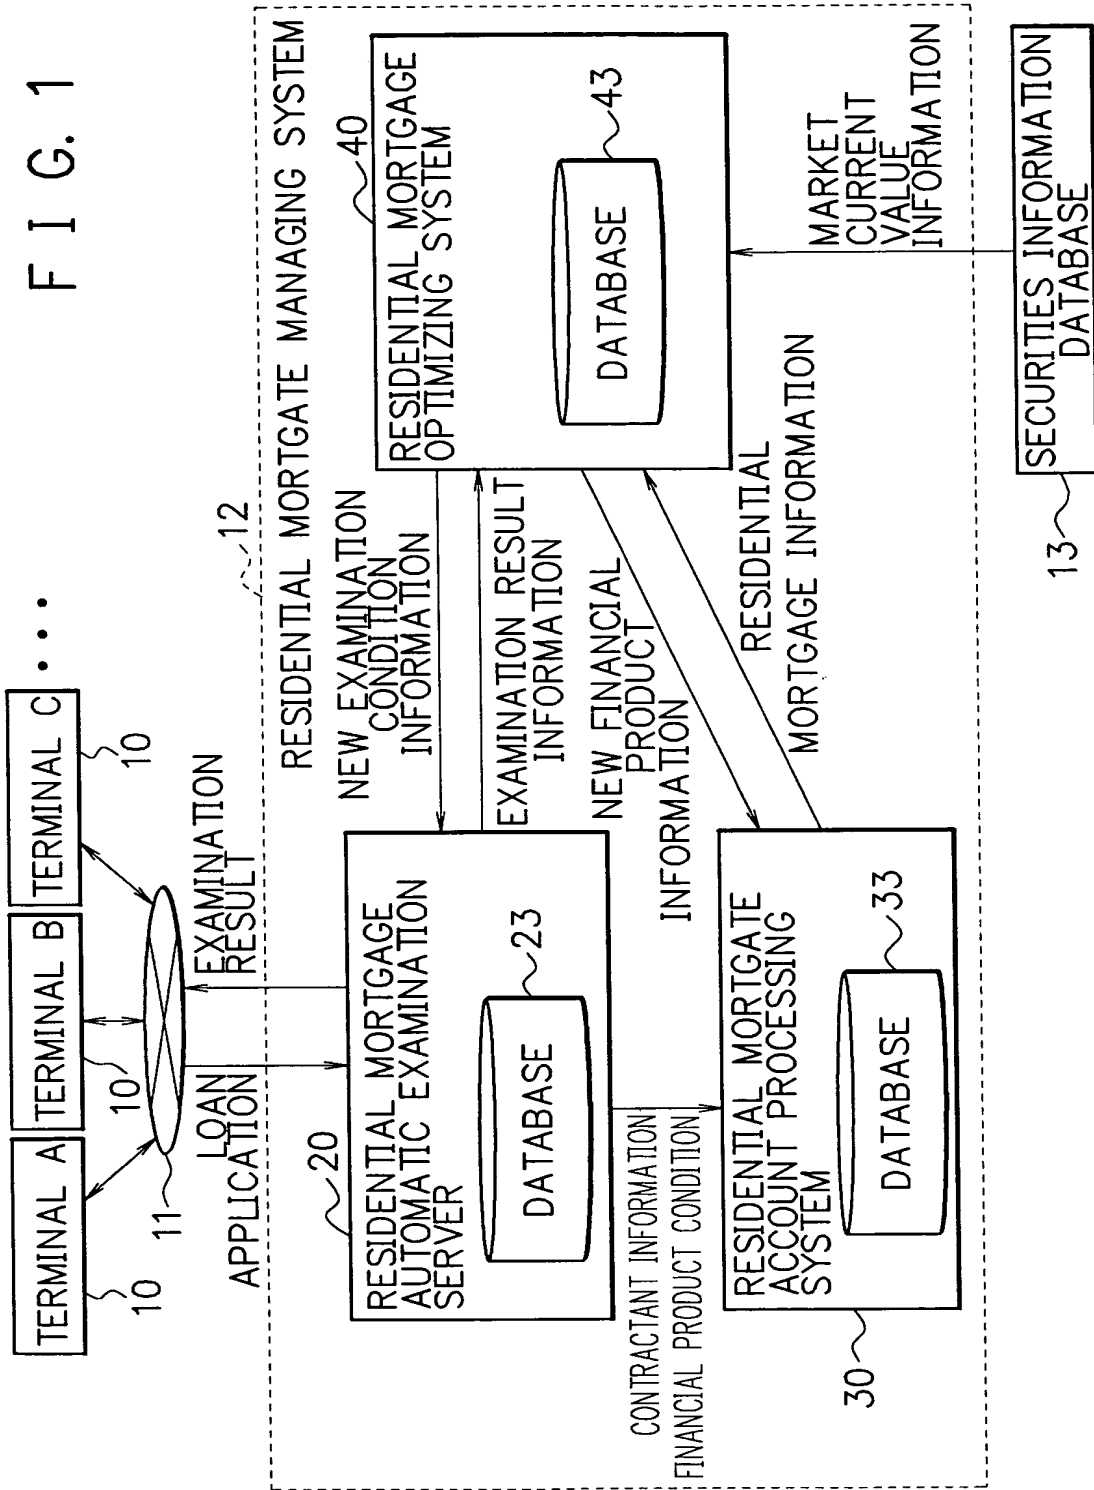 F I G. 1
TERMINAL A
TERMINAL B
TERMINAL C
...
10
10
10
11
LOAN
APPLICATION
EXAMINATION
RESULT
12
RESIDENTIAL MORTGATE MANAGING SYSTEM
20
RESIDENTIAL MORTGAGE
AUTOMATIC EXAMINATION
SERVER
DATABASE
23
NEW EXAMINATION
CONDITION
INFORMATION
EXAMINATION RESULT
INFORMATION
40
RESIDENTIAL MORTGAGE
OPTIMIZING SYSTEM
DATABASE
43
NEW FINANCIAL
PRODUCT
INFORMATION
RESIDENTIAL
MORTGAGE INFORMATION
CONTRACTANT INFORMATION
FINANCIAL PRODUCT CONDITION
30
RESIDENTIAL MORTGATE
ACCOUNT PROCESSING
SYSTEM
DATABASE
33
MARKET
CURRENT
VALUE
INFORMATION
13
SECURITIES INFORMATION
DATABASE